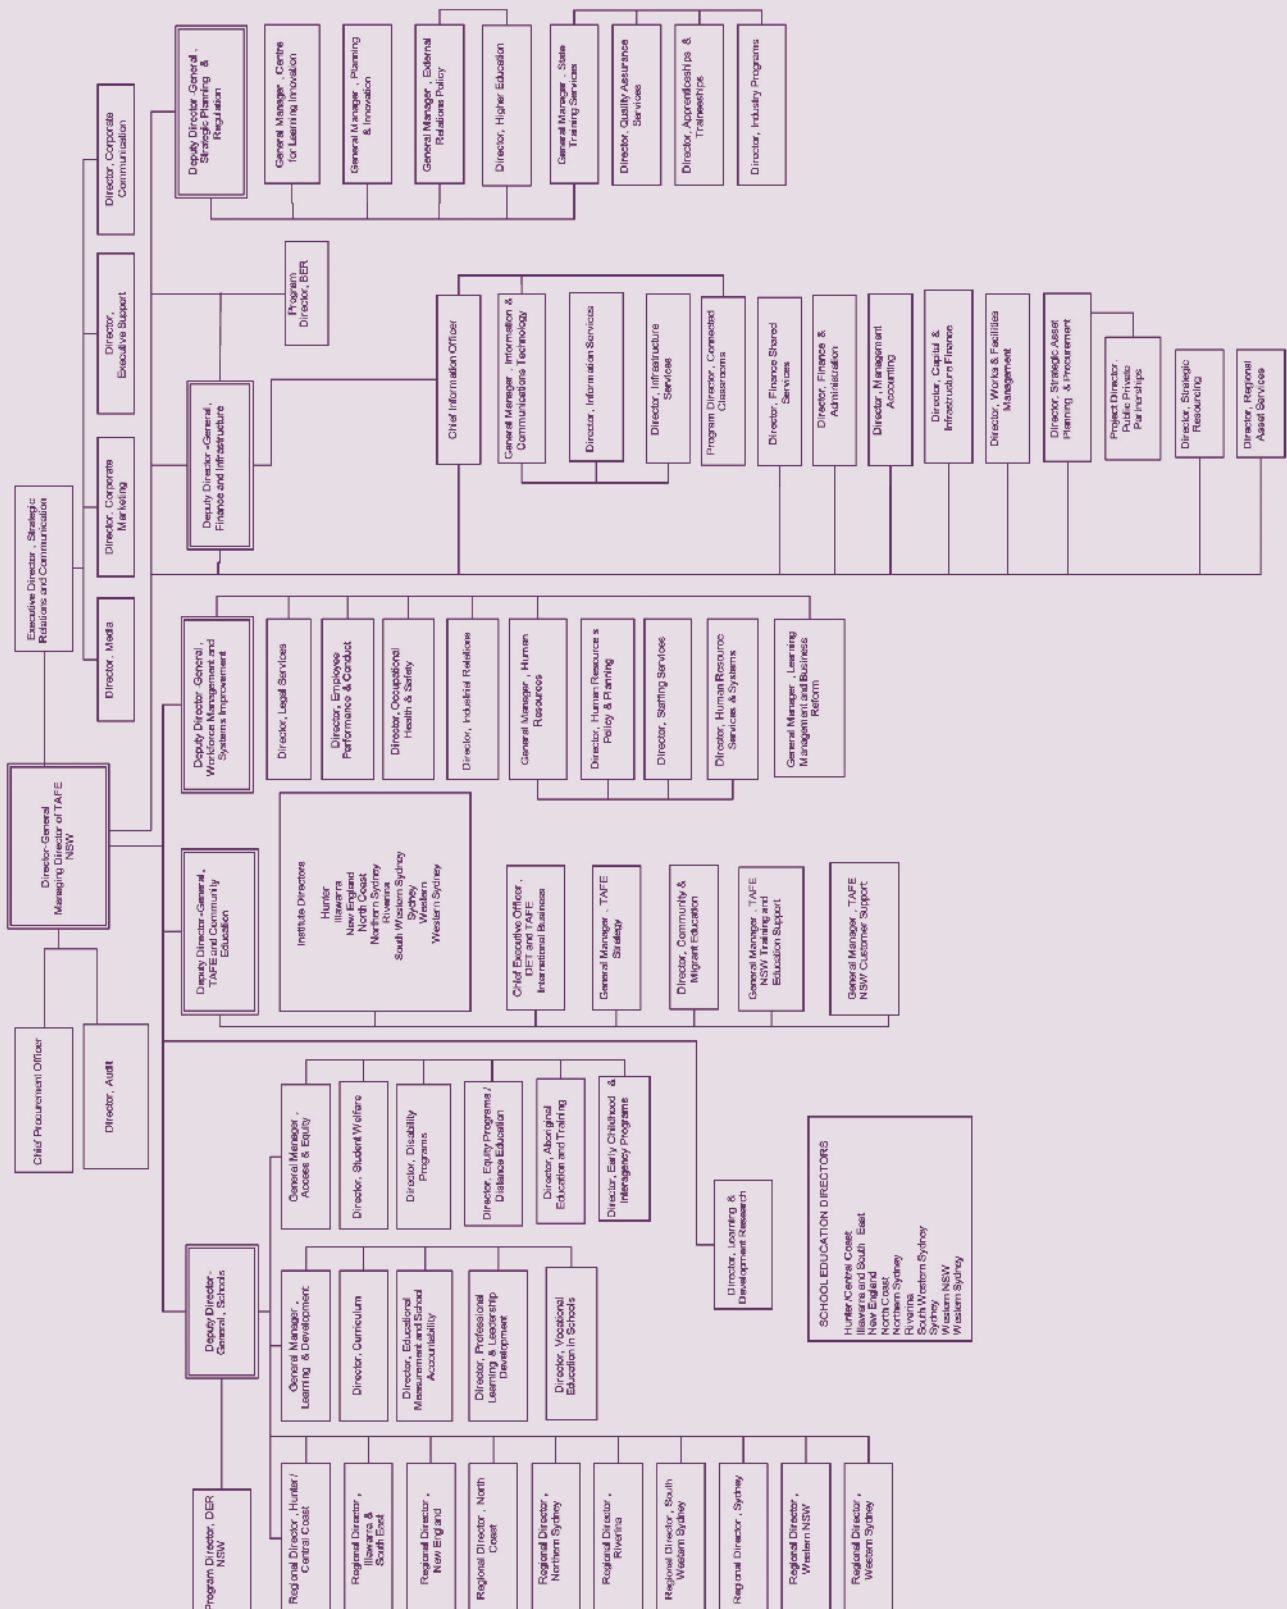 Director-General
Managing Director of TAFE
NSW
Executive Director, Strategic
Relations and Communication
Director, Media
Director, Corporate
Marketing
Director,
Executive Support
Director, Corporate
Communication
Chief Procurement Officer
Director, Audit
Deputy Director-
General, Schools
Program Director, DER
NSW
Regional Director, Hunter/
Central Coast
Regional Director,
Illawarra &
South East
Regional Director,
New England
Regional Director, North
Coast
Regional Director,
Northern Sydney
Regional Director,
Riverina
Regional Director, South
Western Sydney
Regional Director, Sydney
Regional Director,
Western NSW
Regional Director,
Western Sydney
General Manager,
Learning & Development
Director, Curriculum
Director, Educational
Measurement and School
Accountability
Director, Professional
Learning & Leadership
Development
Director, Vocational
Education in Schools
General Manager,
Access & Equity
Director, Student Welfare
Director, Disability
Programs
Director, Equity Programs /
Distance Education
Director, Aboriginal
Education and Training
Director, Early Childhood &
Interagency Programs
Director, Learning &
Development Research
SCHOOL EDUCATION DIRECTORS
Hunter/Central Coast
Illawarra and South East
New England
North Coast
Northern Sydney
Riverina
South Western Sydney
Sydney
Western NSW
Western Sydney
Deputy Director-General,
TAFE and Community
Education
Institute Directors
Hunter
Illawarra
New England
North Coast
Northern Sydney
Riverina
South Western Sydney
Sydney
Western
Western Sydney
Chief Executive Officer,
DET and TAFE
International Business
General Manager, TAFE
Strategy
Director, Community &
Migrant Education
General Manager, TAFE
NSW Training and
Education Support
General Manager, TAFE
NSW Customer Support
Deputy Director-General,
Workforce Management and
Systems Improvement
Director, Legal Services
Director, Employee
Performance & Conduct
Director, Occupational
Health & Safety
Director, Industrial Relations
General Manager, Human
Resources
Director, Human Resources
Policy & Planning
Director, Staffing Services
Director, Human Resource
Services & Systems
General Manager, Learning
Management and Business
Reform
Deputy Director-General,
Finance and Infrastructure
Program
Director, BER
Chief Information Officer
General Manager, Information &
Communications Technology
Director, Information Services
Director, Infrastructure
Services
Program Director, Connected
Classrooms
Director, Finance Shared
Services
Director, Finance &
Administration
Director, Management
Accounting
Director, Capital &
Infrastructure Finance
Director, Works & Facilities
Management
Director, Strategic Asset
Planning & Procurement
Project Director,
Public Private
Partnerships
Director, Strategic
Resourcing
Director, Regional
Asset Services
Deputy Director-General,
Strategic Planning &
Regulation
General Manager, Centre
for Learning Innovation
General Manager, Planning
& Innovation
General Manager, External
Relations Policy
Director, Higher Education
General Manager, State
Training Services
Director, Quality Assurance
Services
Director, Apprenticeships &
Traineeships
Director, Industry Programs